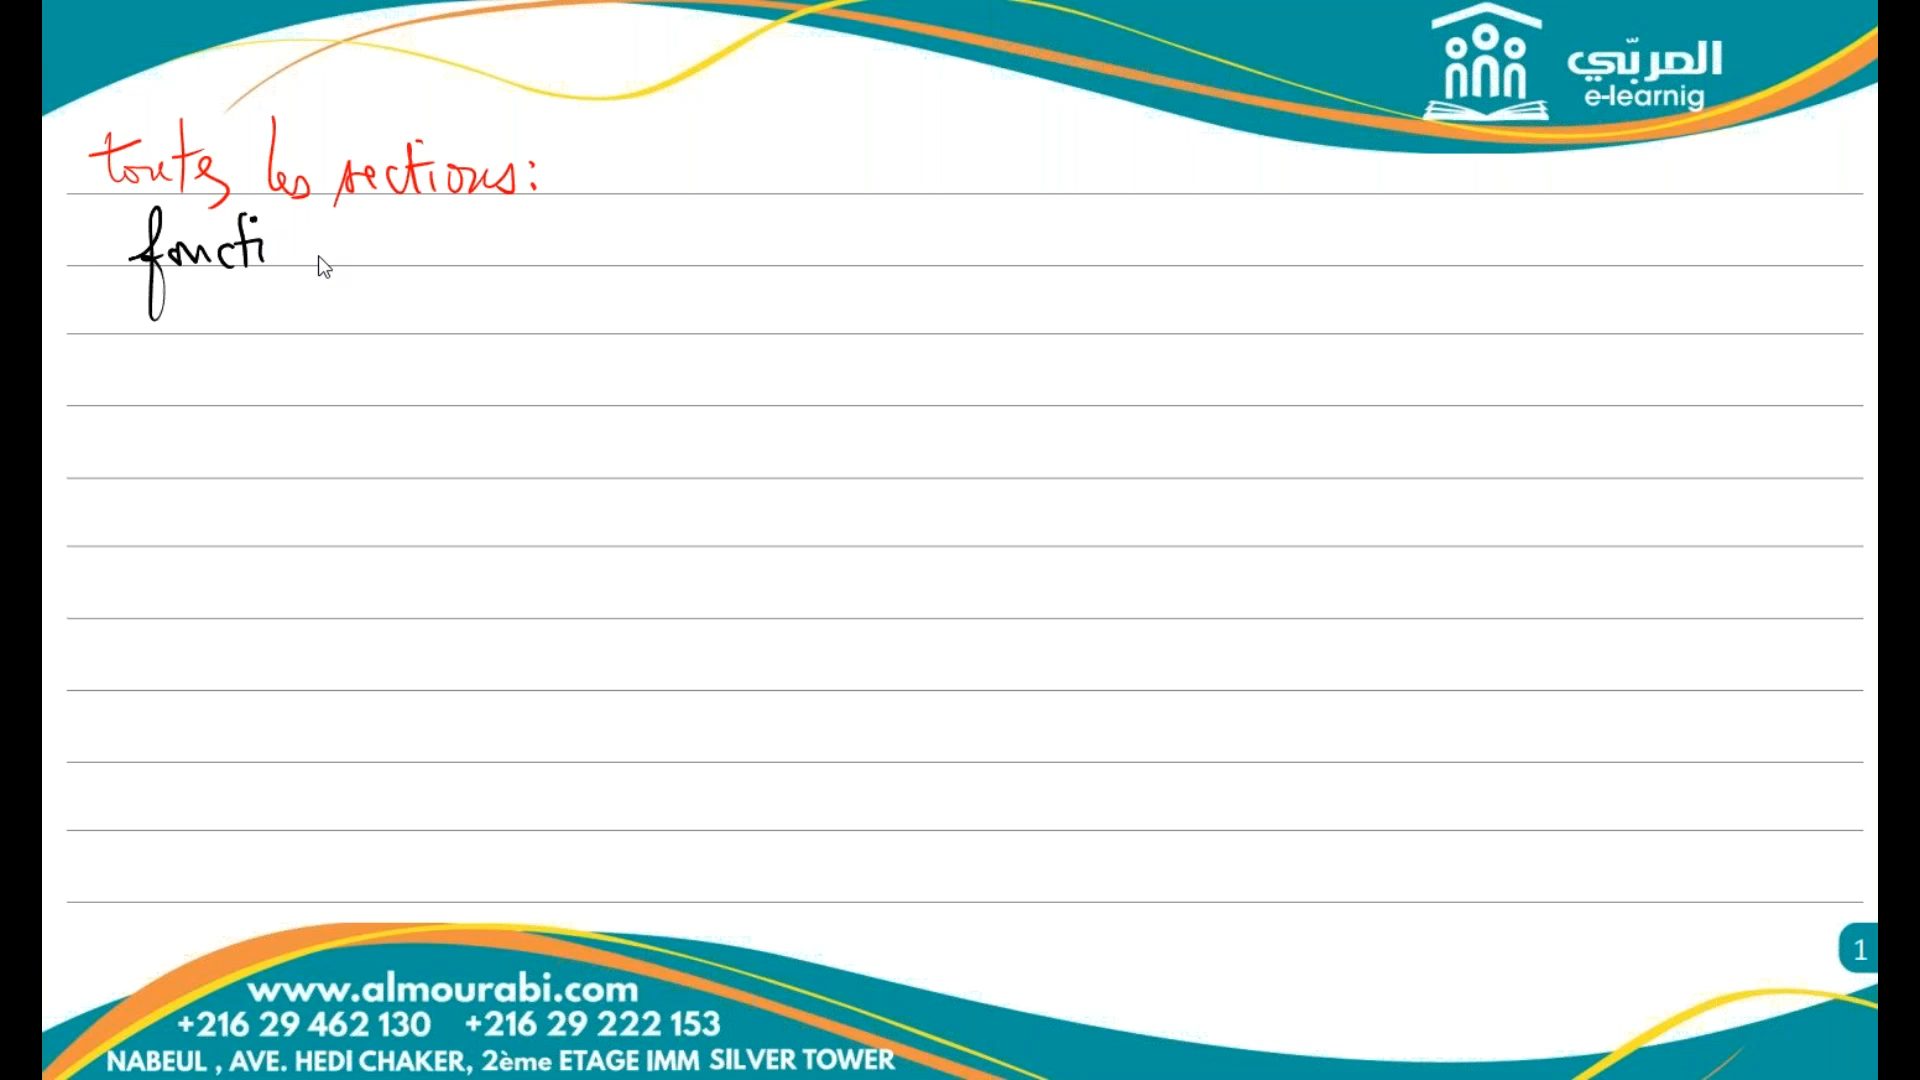 المربّي
e-learnig
toutes les sections:
foncti
1
www.almourabi.com
+216 29 462 130 +216 29 222 153
NABEUL , AVE. HEDI CHAKER, 2ème ETAGE IMM SILVER TOWER